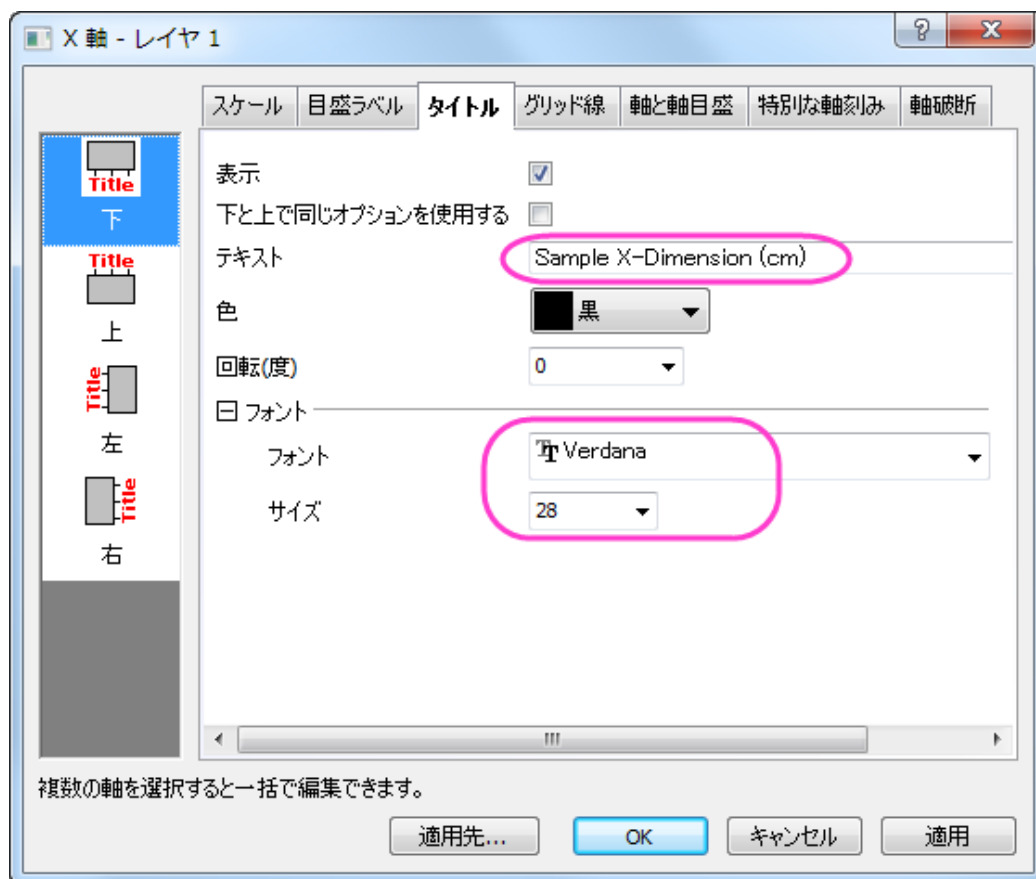 X 軸 - レイヤ 1
スケール 目盛ラベル タイトル グリッド線 軸と軸目盛 特別な軸刻み 軸破断
Title
下
Title
上
Title
左
Title
右
表示
下と上で同じオプションを使用する
テキスト Sample X-Dimension (cm)
色 黒
回転(度) 0
フォント
フォント Verdana
サイズ 28
複数の軸を選択すると一括で編集できます。
適用先... OK キャンセル 適用